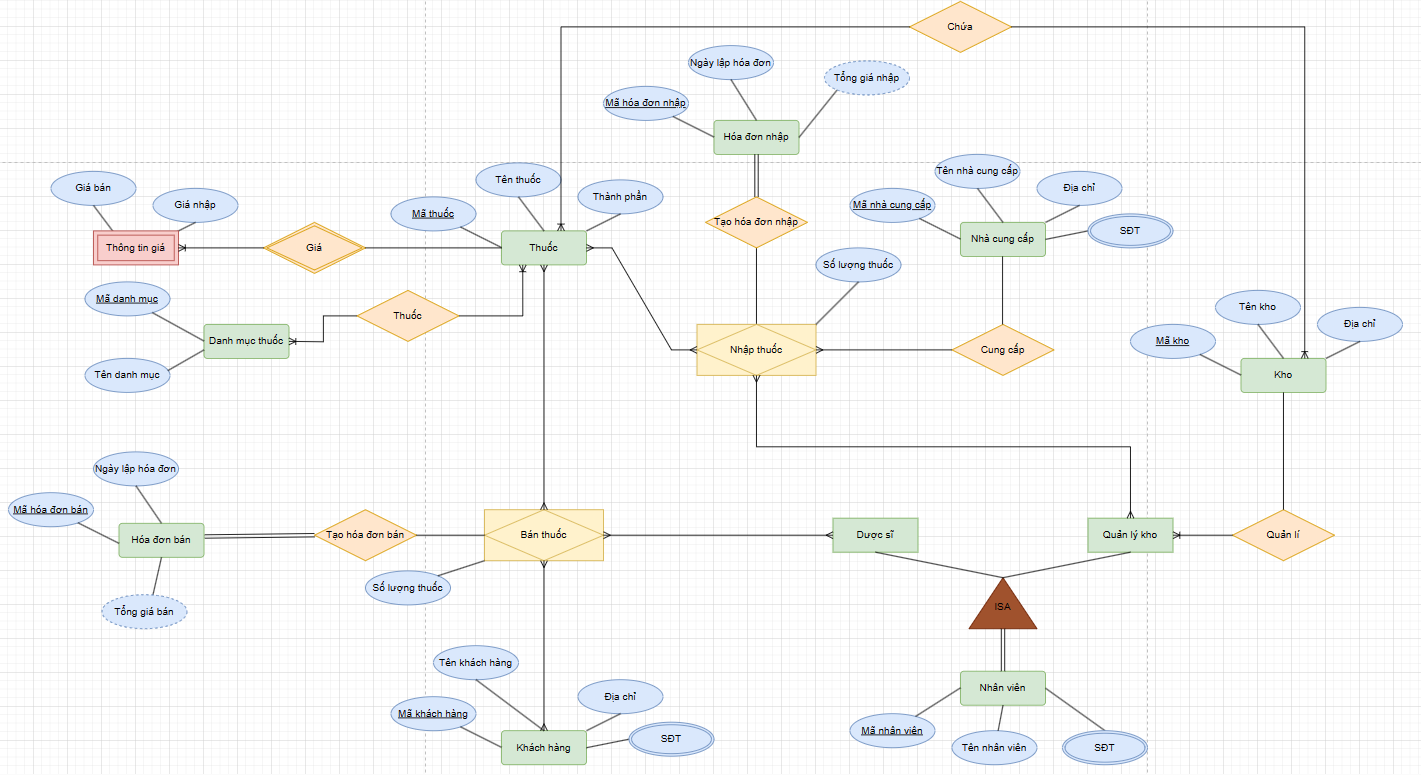 Chứa
Ngày lập hóa đơn
Tổng giá nhập
Mã hóa đơn nhập
Hóa đơn nhập
Giá bán
Giá nhập
Tên thuốc
Thành phần
Mã thuốc
Tên nhà cung cấp
Địa chỉ
Mã nhà cung cấp
SĐT
Tạo hóa đơn nhập
Nhà cung cấp
Thông tin giá
Giá
Thuốc
Số lượng thuốc
Mã danh mục
Thuốc
Danh mục thuốc
Tên danh mục
Nhập thuốc
Cung cấp
Tên kho
Địa chỉ
Mã kho
Kho
Ngày lập hóa đơn
Mã hóa đơn bán
Hóa đơn bán
Tạo hóa đơn bán
Bán thuốc
Dược sĩ
Quản lý kho
Quản lí
Số lượng thuốc
Tổng giá bán
ISA
Tên khách hàng
Địa chỉ
Mã khách hàng
SĐT
Khách hàng
Nhân viên
Mã nhân viên
Tên nhân viên
SĐT